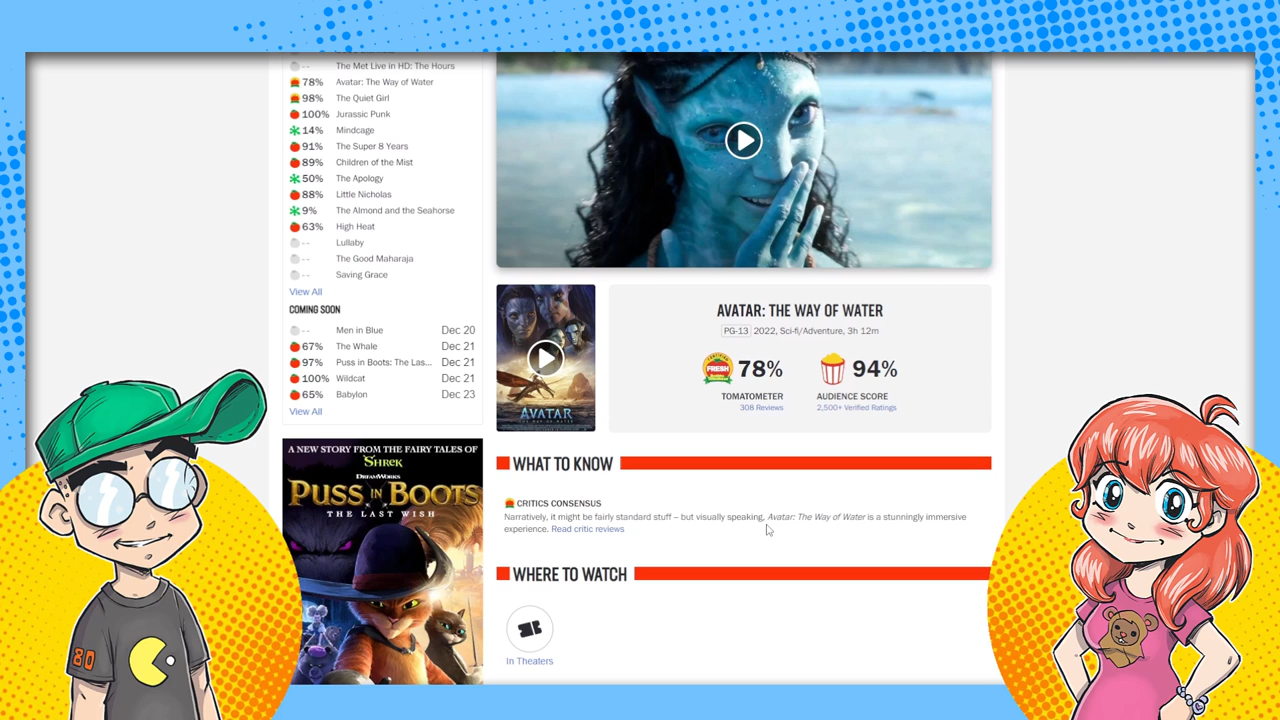 -- The Met Live in HD: The Hours
78% Avatar: The Way of Water
98% The Quiet Girl
100% Jurassic Punk
14% Mindcage
91% The Super 8 Years
89% Children of the Mist
50% The Apology
88% Little Nicholas
9% The Almond and the Seahorse
63% High Heat
-- Lullaby
-- The Good Maharaja
-- Saving Grace
View All
COMING SOON
-- Men in Blue Dec 20
67% The Whale Dec 21
97% Puss in Boots: The Las... Dec 21
100% Wildcat Dec 21
65% Babylon Dec 23
View All
A NEW STORY FROM THE FAIRY TALES OF
SHREK
DREAMWORKS
PUSS IN BOOTS
THE LAST WISH
AVATAR
THE WAY OF WATER
AVATAR: THE WAY OF WATER
PG-13 2022, Sci-fi/Adventure, 3h 12m
CERTIFIED
FRESH
78%
TOMATOMETER
308 Reviews
94%
AUDIENCE SCORE
2,500+ Verified Ratings
WHAT TO KNOW
CRITICS CONSENSUS
Narratively, it might be fairly standard stuff – but visually speaking, Avatar: The Way of Water is a stunningly immersive
experience. Read critic reviews
WHERE TO WATCH
In Theaters
80